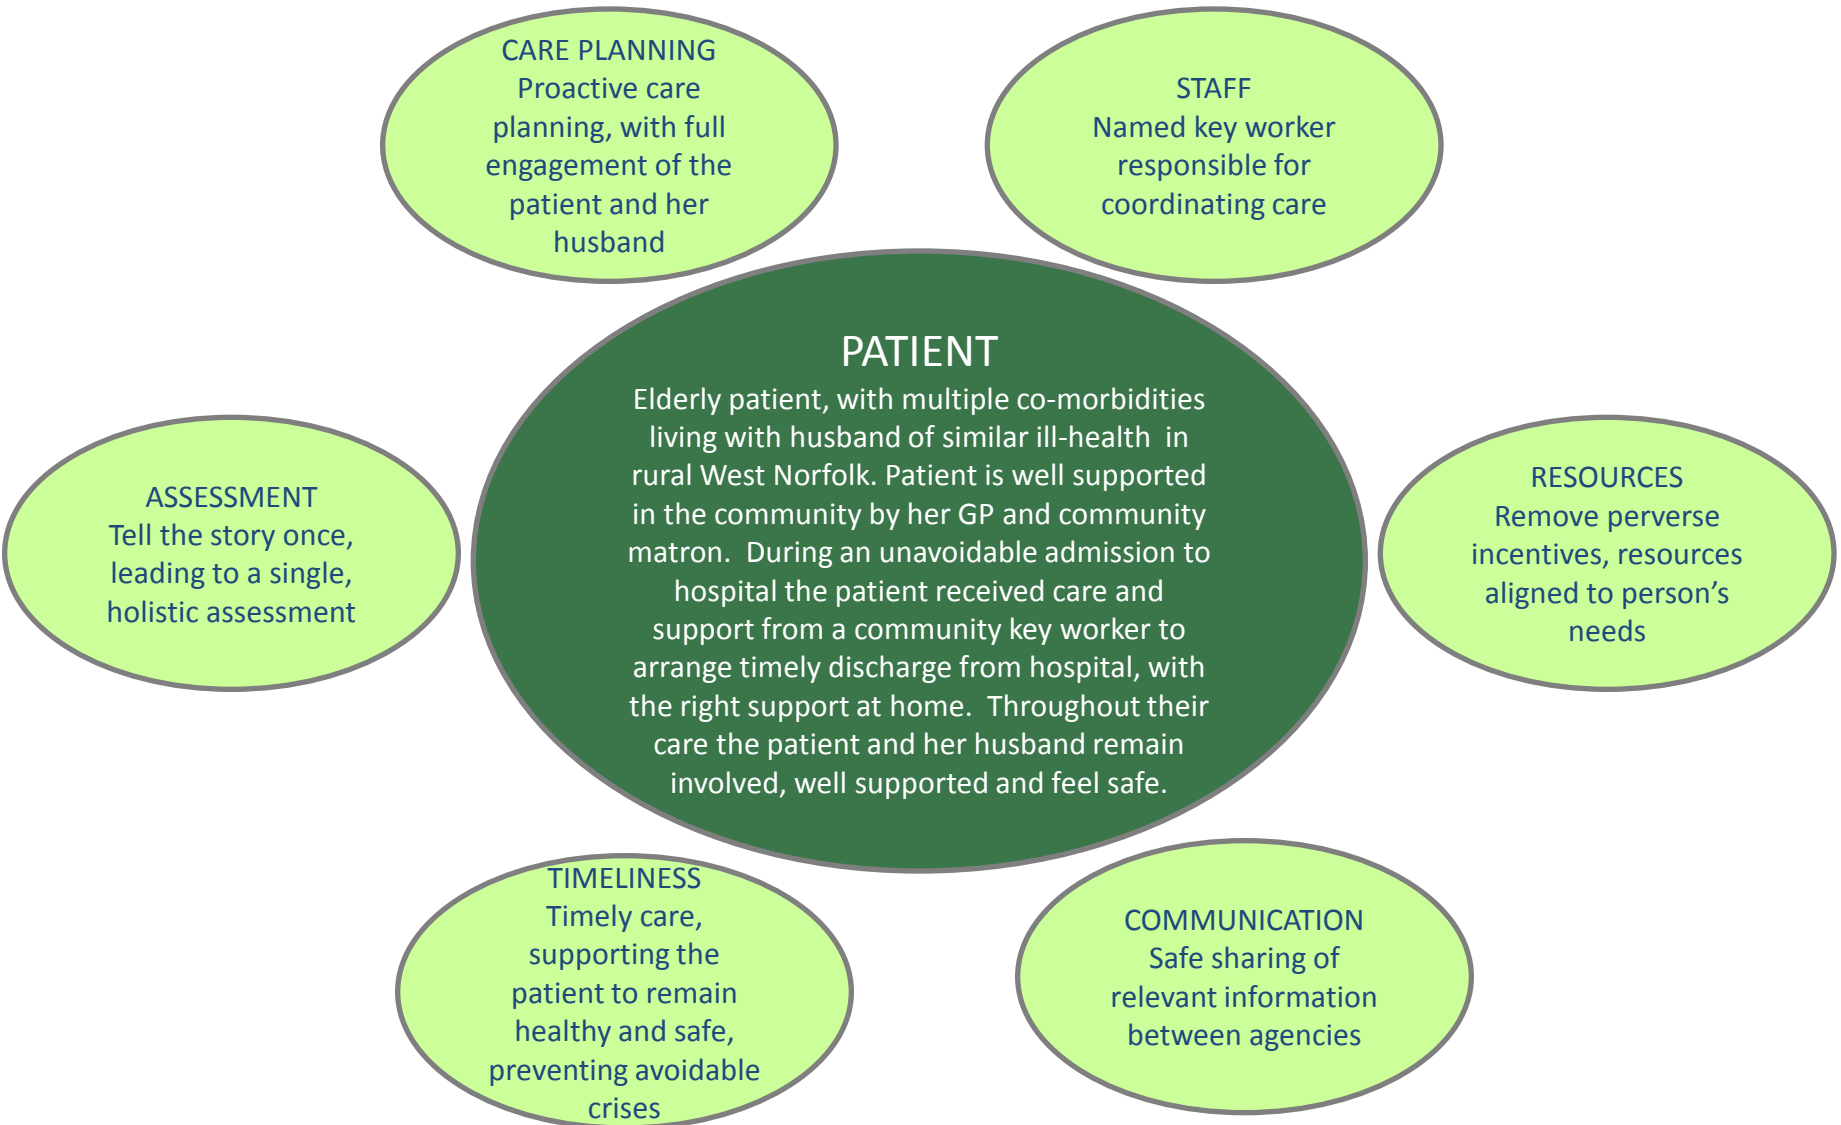 CARE PLANNING
Proactive care
planning, with full
engagement of the
patient and her
husband
STAFF
Named key worker
responsible for
coordinating care
PATIENT
Elderly patient, with multiple co-morbidities
living with husband of similar ill-health in
rural West Norfolk. Patient is well supported
in the community by her GP and community
matron. During an unavoidable admission to
hospital the patient received care and
support from a community key worker to
arrange timely discharge from hospital, with
the right support at home. Throughout their
care the patient and her husband remain
involved, well supported and feel safe.
ASSESSMENT
Tell the story once,
leading to a single,
holistic assessment
RESOURCES
Remove perverse
incentives, resources
aligned to person’s
needs
TIMELINESS
Timely care,
supporting the
patient to remain
healthy and safe,
preventing avoidable
crises
COMMUNICATION
Safe sharing of
relevant information
between agencies